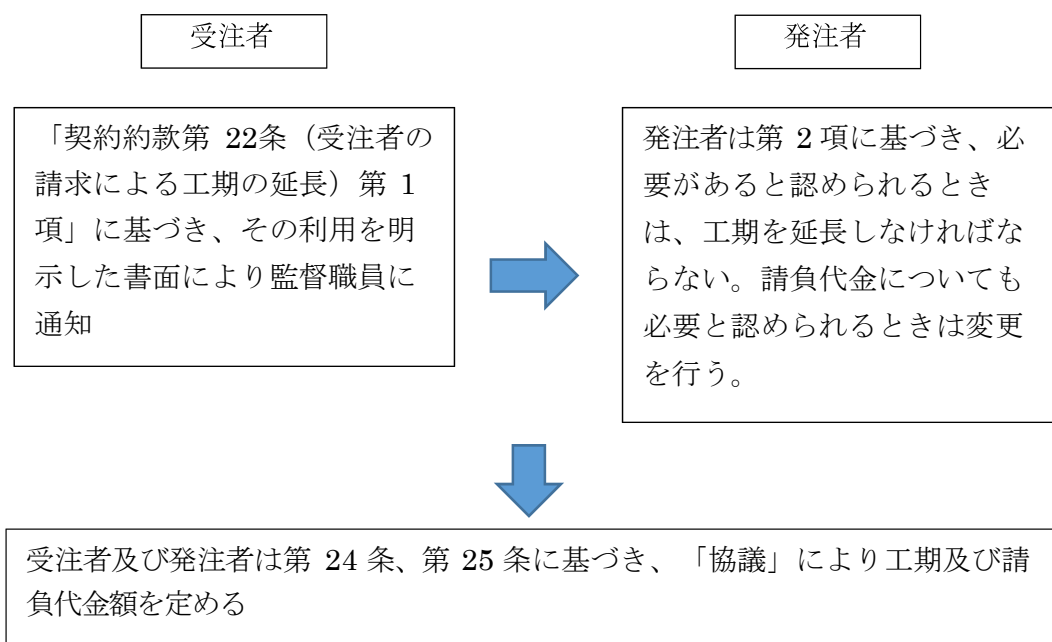 受注者
発注者
「契約約款第 22条（受注者の
請求による工期の延長）第 1
項」に基づき、その利用を明
示した書面により監督職員に
通知
発注者は第 2 項に基づき、必
要があると認められるとき
は、工期を延長しなければな
らない。請負代金についても
必要と認められるときは変更
を行う。
受注者及び発注者は第 24 条、第 25 条に基づき、「協議」により工期及び請
負代金額を定める